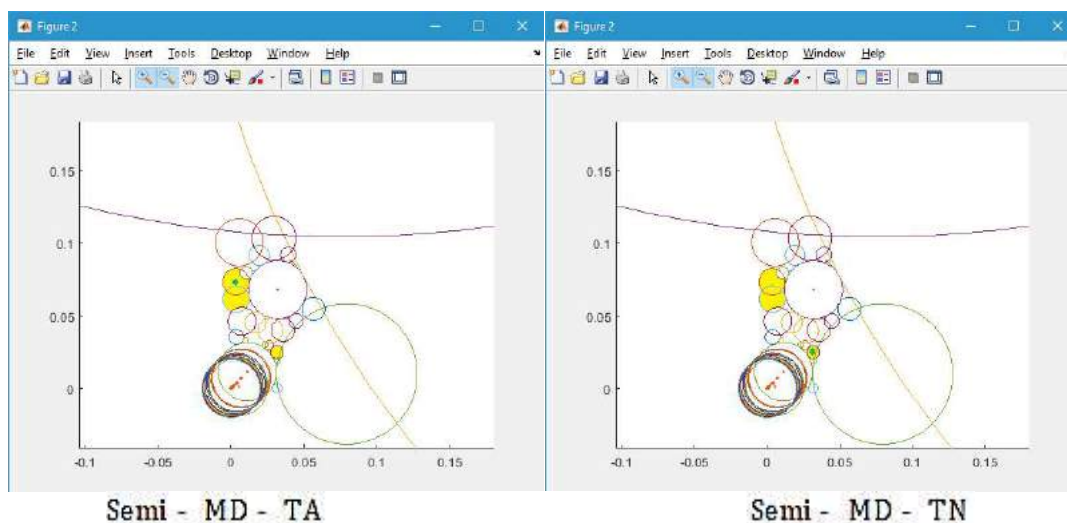 Figure 2
File Edit View Insert Tools Desktop Window Help
0.15
0.1
0.05
0
-0.1 -0.05 0 0.05 0.1 0.15
Semi - MD - TA
Figure 2
File Edit View Insert Tools Desktop Window Help
0.15
0.1
0.05
0
-0.1 -0.05 0 0.05 0.1 0.15
Semi - MD - TN